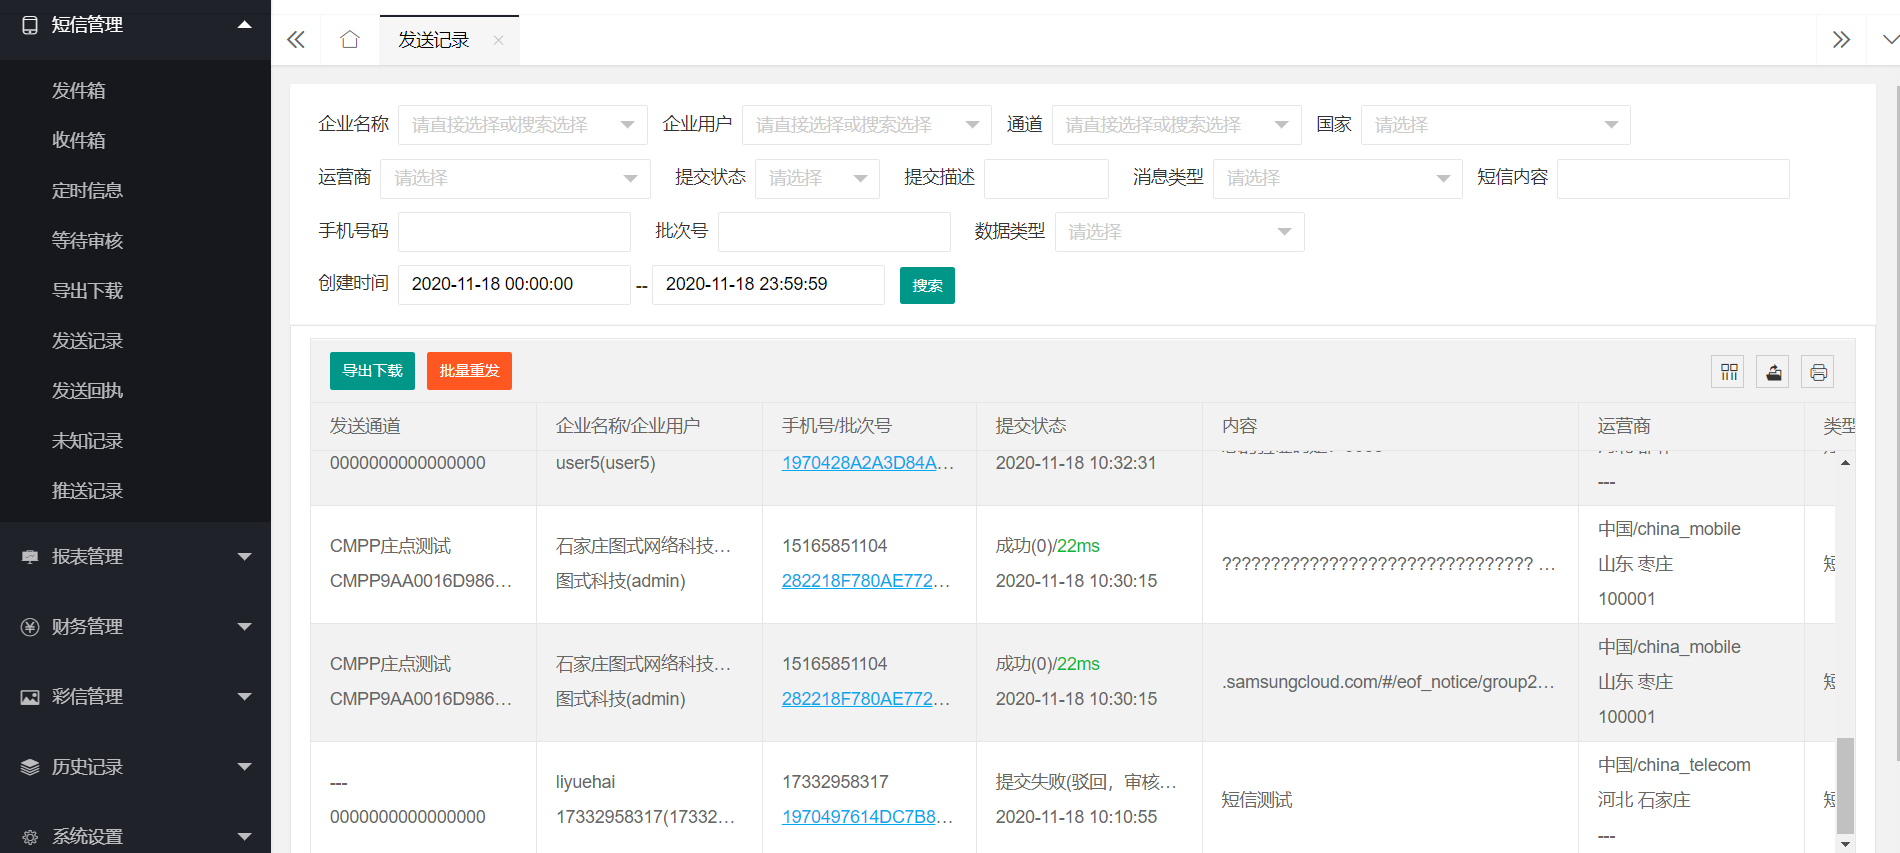 短信管理
发件箱
收件箱
定时信息
等待审核
导出下载
发送记录
发送回执
未知记录
推送记录
报表管理
财务管理
彩信管理
历史记录
系统设置
发送记录
企业名称 请直接选择或搜索选择 企业用户 请直接选择或搜索选择 通道 请直接选择或搜索选择 国家 请选择
运营商 请选择 提交状态 请选择 提交描述 消息类型 请选择 短信内容
手机号码 批次号 数据类型 请选择
创建时间 2020-11-18 00:00:00 -- 2020-11-18 23:59:59 搜索
导出下载 批量重发
发送通道 企业名称/企业用户 手机号/批次号 提交状态 内容 运营商 类型
0000000000000000 user5(user5) 1970428A2A3D84A... 2020-11-18 10:32:31
---
CMPP庄点测试 石家庄图式网络科技... 15165851104 成功(0)/22ms ???????????????????????????????? ... 中国/china_mobile
山东 枣庄 短
CMPP9AA0016D986... 图式科技(admin) 282218F780AE772... 2020-11-18 10:30:15
100001
CMPP庄点测试 石家庄图式网络科技... 15165851104 成功(0)/22ms .samsungcloud.com/#/eof_notice/group2... 中国/china_mobile
山东 枣庄 短
CMPP9AA0016D986... 图式科技(admin) 282218F780AE772... 2020-11-18 10:30:15
100001
--- liyuehai 17332958317 提交失败(驳回，审核... 短信测试 中国/china_telecom
河北 石家庄 短
0000000000000000 17332958317(17332... 1970497614DC7B8... 2020-11-18 10:10:55
---